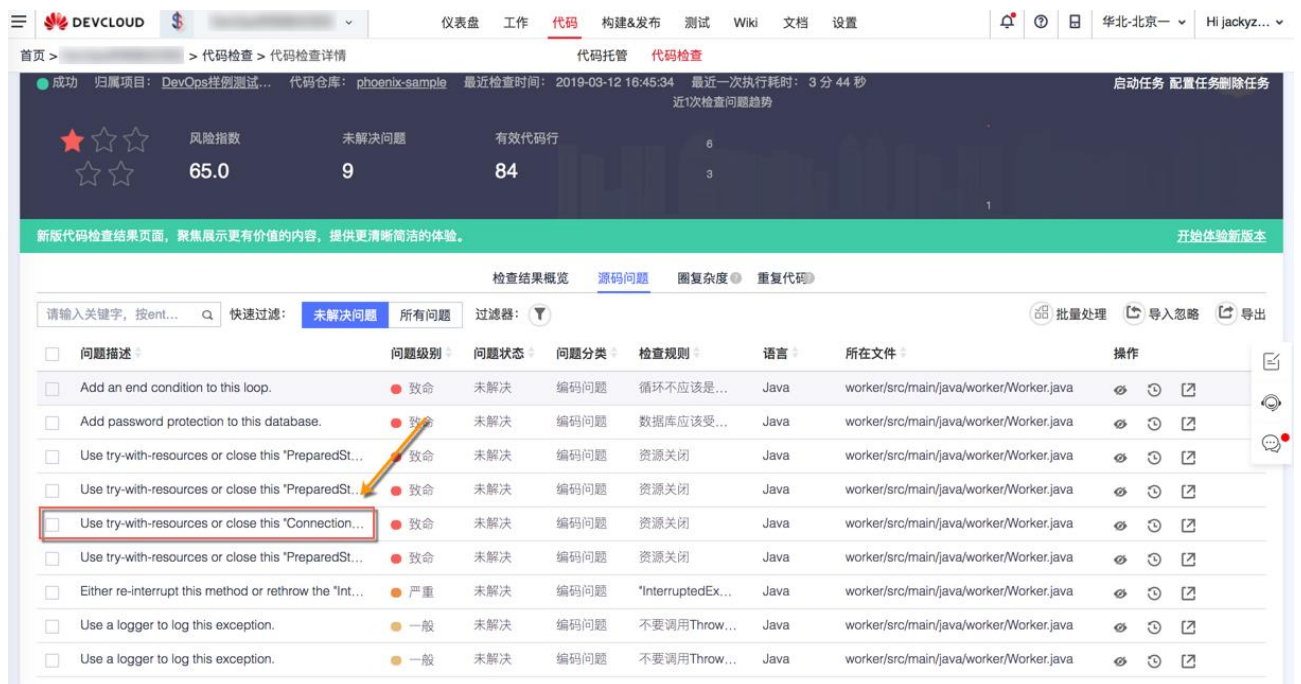 DEVCLOUD 仪表盘 工作 代码 构建&发布 测试 Wiki 文档 设置 华北-北京一 Hi jackyz...
首页 > > 代码检查 > 代码检查详情 代码托管 代码检查
成功 归属项目: DevOps样例测试... 代码仓库: phoenix-sample 最近检查时间: 2019-03-12 16:45:34 最近一次执行耗时: 3 分 44 秒 启动任务 配置任务删除任务
近1次检查问题趋势
风险指数 未解决问题 有效代码行
65.0 9 84
6
3
1
新版代码检查结果页面，聚焦展示更有价值的内容，提供更清晰简洁的体验。 开始体验新版本
检查结果概览 源码问题 圈复杂度 重复代码
请输入关键字，按ent... 快速过滤: 未解决问题 所有问题 过滤器: 批量处理 导入忽略 导出
问题描述 问题级别 问题状态 问题分类 检查规则 语言 所在文件 操作
Add an end condition to this loop. 致命 未解决 编码问题 循环不应该是... Java worker/src/main/java/worker/Worker.java
Add password protection to this database. 致命 未解决 编码问题 数据库应该受... Java worker/src/main/java/worker/Worker.java
Use try-with-resources or close this "PreparedSt... 致命 未解决 编码问题 资源关闭 Java worker/src/main/java/worker/Worker.java
Use try-with-resources or close this "PreparedSt... 致命 未解决 编码问题 资源关闭 Java worker/src/main/java/worker/Worker.java
Use try-with-resources or close this "Connection... 致命 未解决 编码问题 资源关闭 Java worker/src/main/java/worker/Worker.java
Use try-with-resources or close this "PreparedSt... 致命 未解决 编码问题 资源关闭 Java worker/src/main/java/worker/Worker.java
Either re-interrupt this method or rethrow the "Int... 严重 未解决 编码问题 "InterruptedEx... Java worker/src/main/java/worker/Worker.java
Use a logger to log this exception. 一般 未解决 编码问题 不要调用Throw... Java worker/src/main/java/worker/Worker.java
Use a logger to log this exception. 一般 未解决 编码问题 不要调用Throw... Java worker/src/main/java/worker/Worker.java